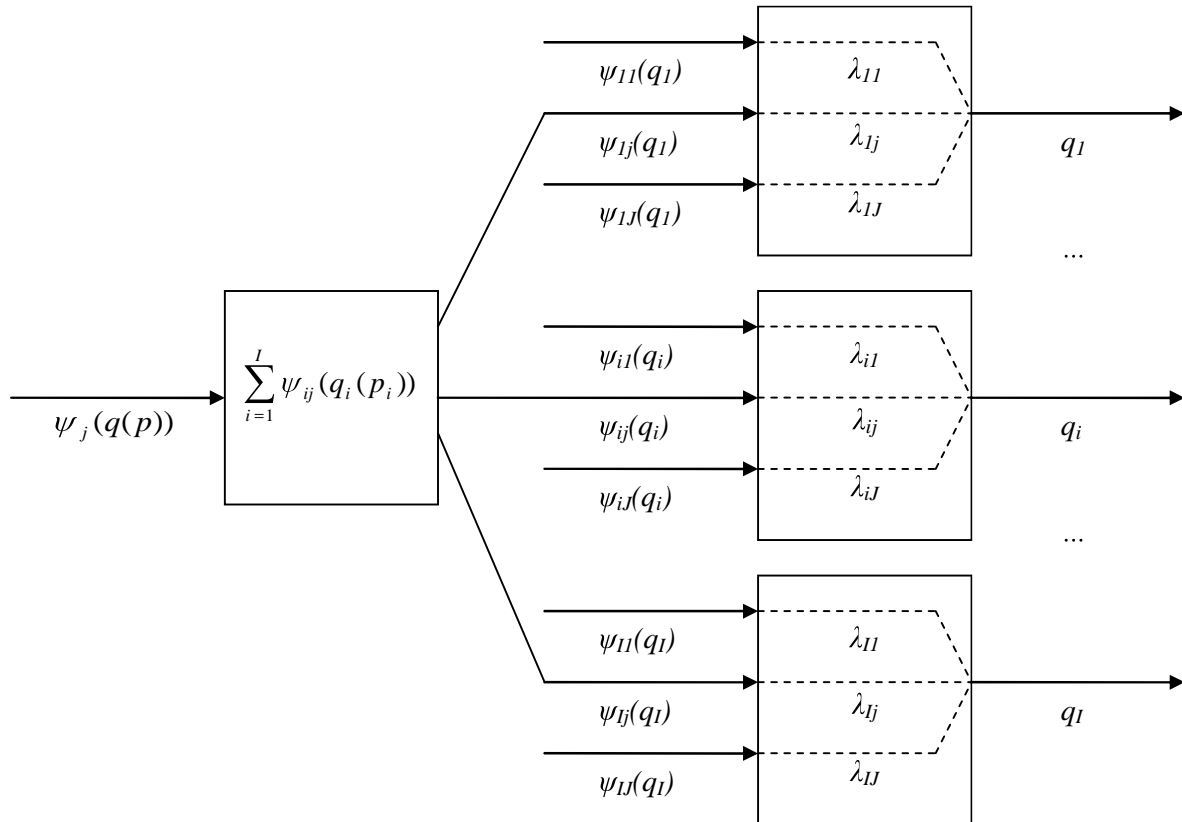 ψ₁₁(q₁)
λ₁₁
ψ₁ⱼ(q₁)
λ₁ⱼ
q₁
ψ₁J(q₁)
λ₁J
...
ψᵢ₁(qᵢ)
λᵢ₁
∑_{i=1}^{I} ψᵢⱼ(qᵢ(pᵢ))
ψⱼ(q(p))
ψᵢⱼ(qᵢ)
λᵢⱼ
qᵢ
ψᵢJ(qᵢ)
λᵢJ
...
ψI₁(qI)
λI₁
ψIⱼ(qI)
λIⱼ
qI
ψIJ(qI)
λIJ